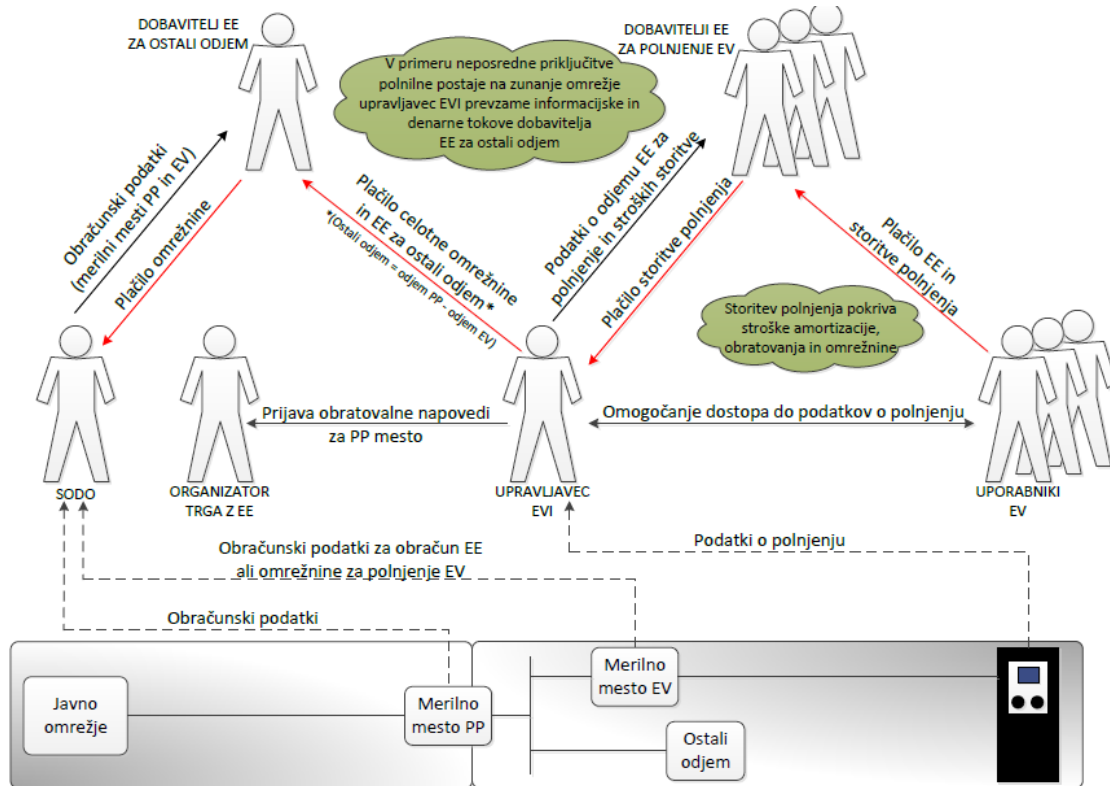 DOBAVITELJ EE
ZA OSTALI ODJEM
DOBAVITELJI EE
ZA POLNJENJE EV
V primeru neposredne priključitve
polnilne postaje na zunanje omrežje
upravljavec EVI prevzame informacijske in
denarne tokove dobavitelja
EE za ostali odjem
Obračunski podatki
(merilni mesti PP in EV)
Plačilo omrežnine
Plačilo celotne omrežnine
in EE za ostali odjem*
*(Ostali odjem = odjem PP - odjem EV)
Podatki o odjemu EE za
polnjenje in stroških storitve
Plačilo storitve polnjenja
Plačilo EE in
storitve polnjenja
Storitev polnjenja pokriva
stroške amortizacije,
obratovanja in omrežnine
Prijava obratovalne napovedi
za PP mesto
Omogočanje dostopa do podatkov o polnjenju
SODO
ORGANIZATOR
TRGA Z EE
UPRAVLJAVEC
EVI
UPORABNIKI
EV
Obračunski podatki za obračun EE
ali omrežnine za polnjenje EV
Podatki o polnjenju
Obračunski podatki
Javno
omrežje
Merilno
mesto PP
Merilno
mesto EV
Ostali
odjem